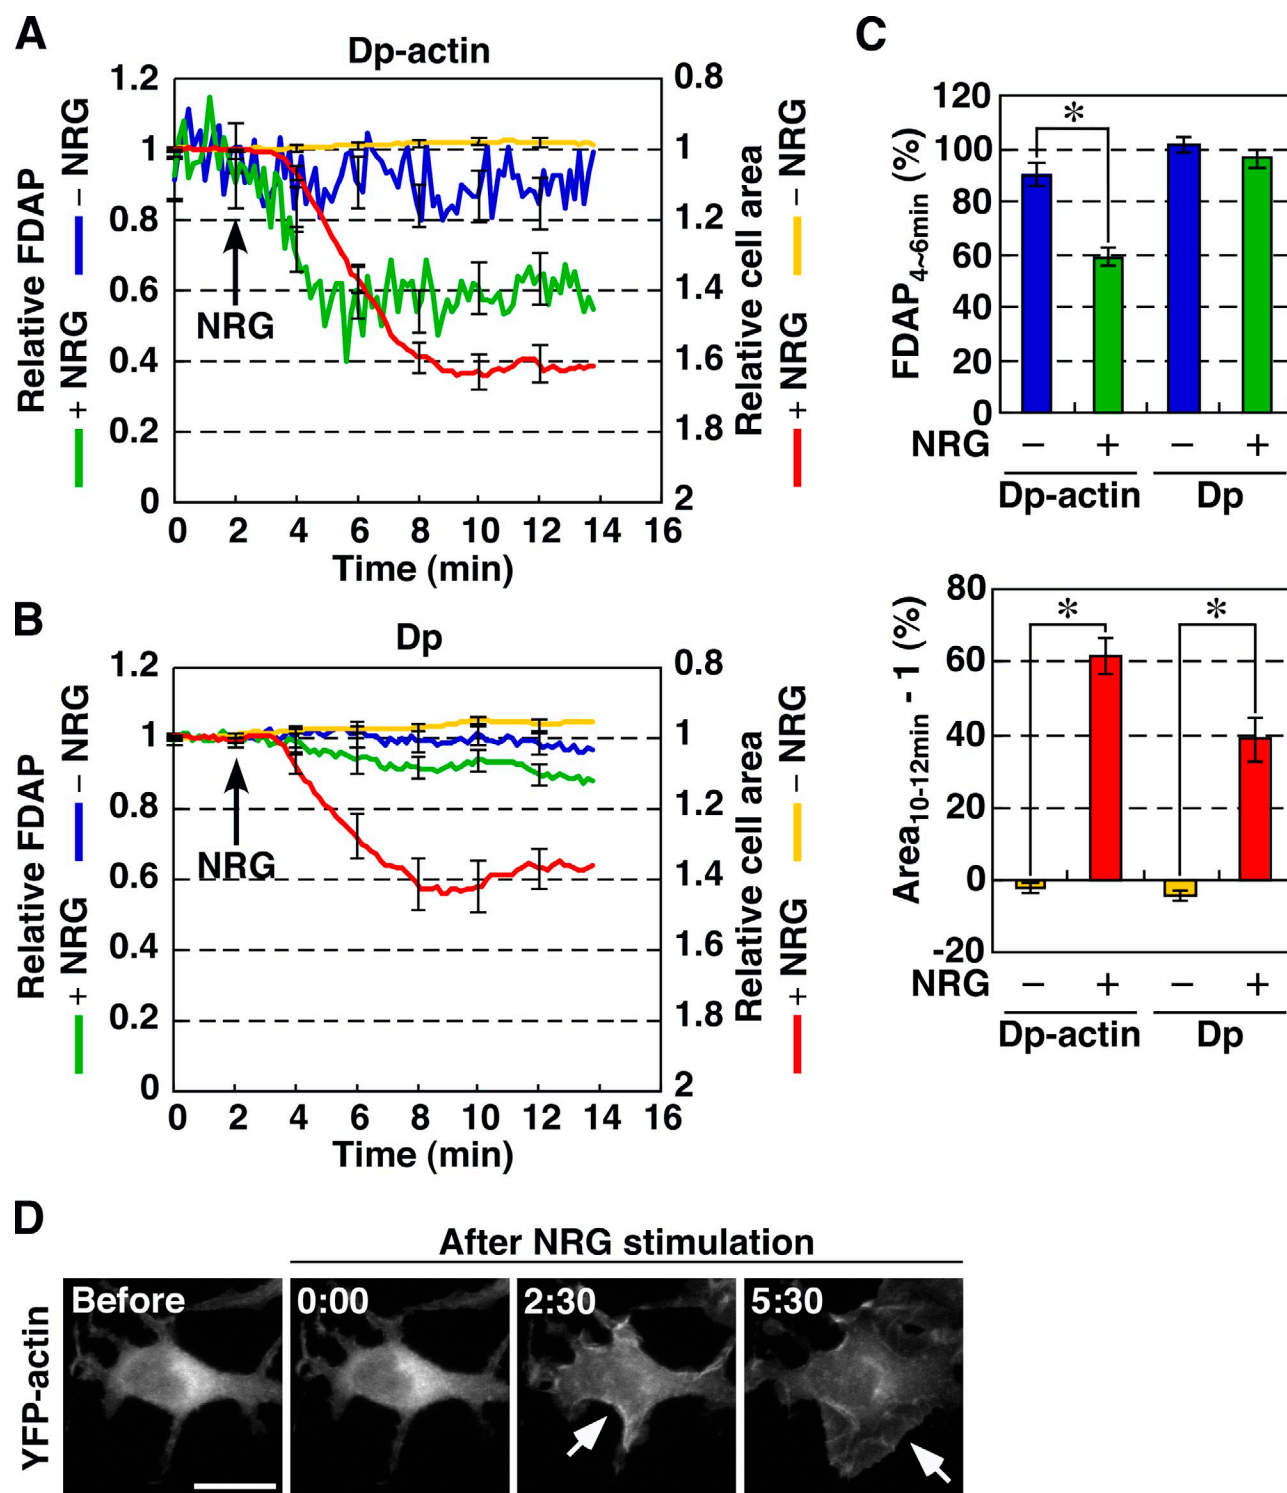 A
Dp-actin
Relative FDAP
+ NRG
– NRG
1.2
1
0.8
0.6
0.4
0.2
0
NRG
0.8
1
1.2
1.4
1.6
1.8
2
Relative cell area
+ NRG
– NRG
0 2 4 6 8 10 12 14 16
Time (min)
B
Dp
Relative FDAP
+ NRG
– NRG
1.2
1
0.8
0.6
0.4
0.2
0
NRG
0.8
1
1.2
1.4
1.6
1.8
2
Relative cell area
+ NRG
– NRG
0 2 4 6 8 10 12 14 16
Time (min)
C
FDAP4~6min (%)
120
100
80
60
40
20
0
*
NRG – + – +
Dp-actin Dp
Area10-12min - 1 (%)
80
60
40
20
0
-20
* *
NRG – + – +
Dp-actin Dp
D
After NRG stimulation
YFP-actin
Before 0:00 2:30 5:30